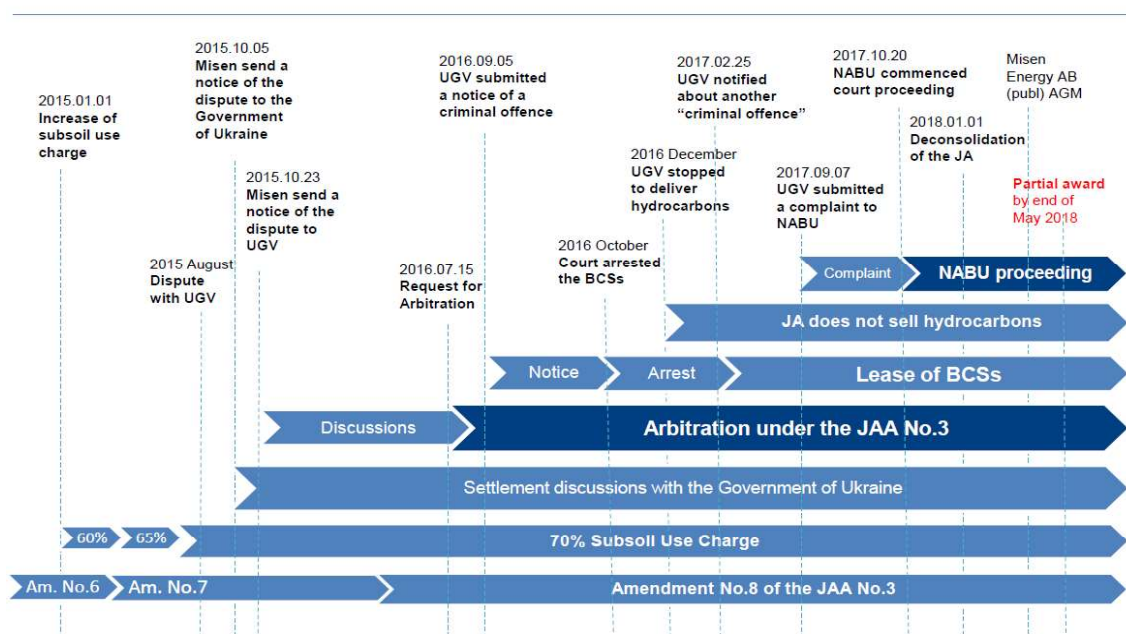 2015.01.01
Increase of
subsoil use
charge
2015.10.05
Misen send a
notice of the
dispute to the
Government
of Ukraine
2016.09.05
UGV submitted
a notice of a
criminal offence
2017.02.25
UGV notified
about another
“criminal offence”
2017.10.20
NABU commenced
court proceeding
Misen
Energy AB
(publ) AGM
2018.01.01
Deconsolidation
of the JA
2016 December
UGV stopped
to deliver
hydrocarbons
2017.09.07
UGV submitted
a complaint to
NABU
Partial award
by end of
May 2018
2015.10.23
Misen send a
notice of the
dispute to
UGV
2016 October
Court arrested
the BCSs
2015 August
Dispute
with UGV
2016.07.15
Request for
Arbitration
Complaint
NABU proceeding
JA does not sell hydrocarbons
Notice
Arrest
Lease of BCSs
Discussions
Arbitration under the JAA No.3
Settlement discussions with the Government of Ukraine
60%
65%
70% Subsoil Use Charge
Am. No.6
Am. No.7
Amendment No.8 of the JAA No.3